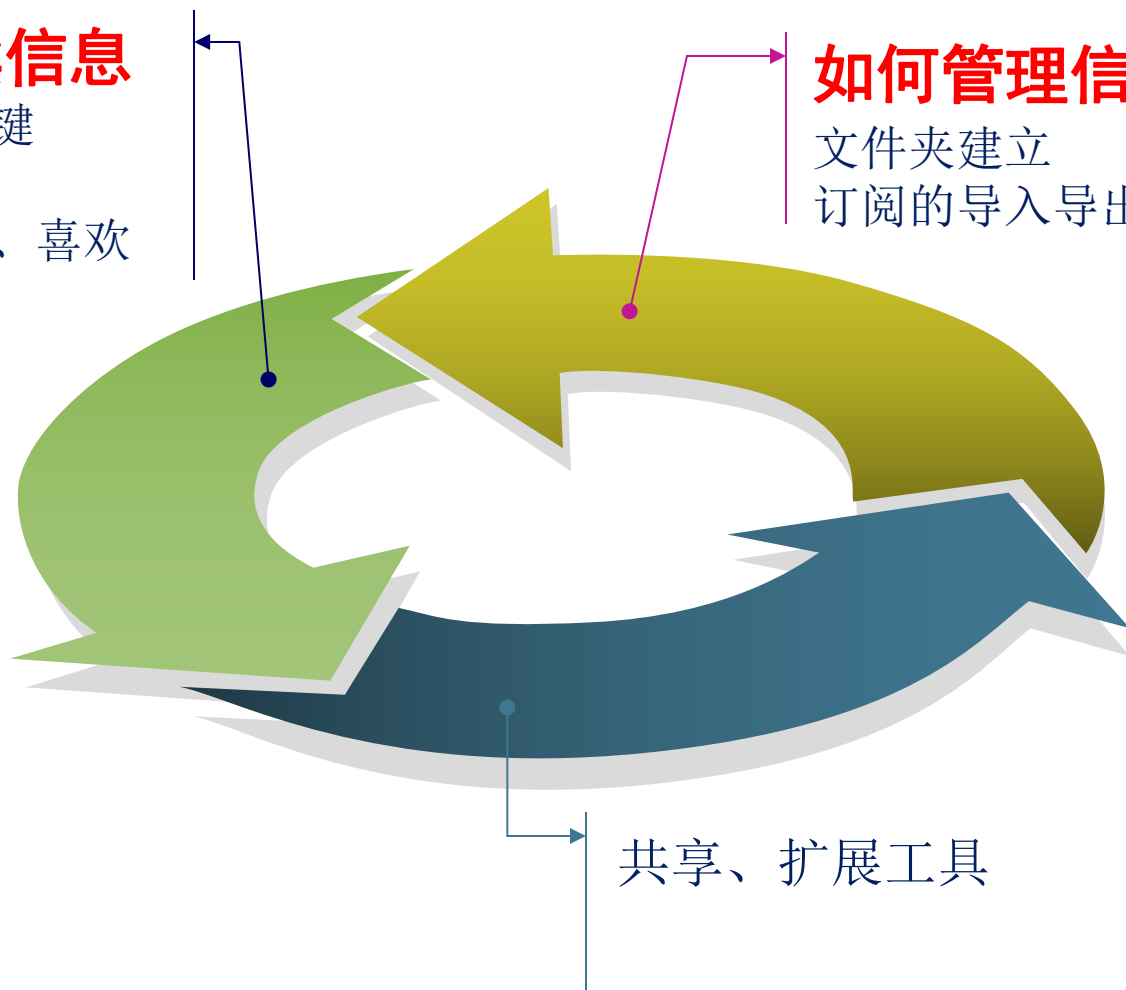 信息
键
、喜欢
如何管理信
文件夹建立
订阅的导入导出
共享、扩展工具